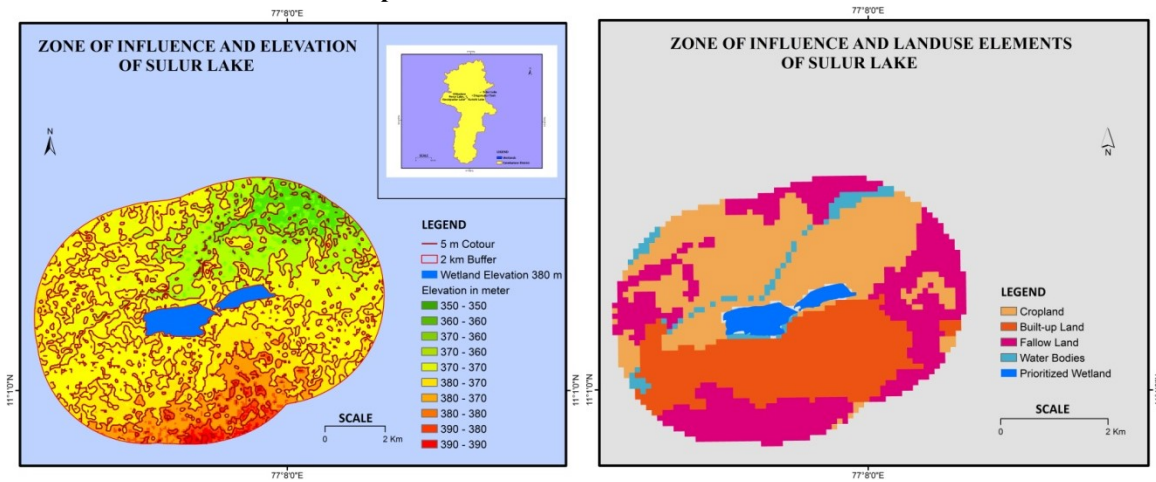 77°8'0"E
ZONE OF INFLUENCE AND ELEVATION
OF SULUR LAKE
N
LEGEND
LEGEND
5 m Cotour
2 km Buffer
Wetland Elevation 380 m
Elevation in meter
350 - 350
360 - 360
370 - 360
370 - 360
370 - 370
380 - 370
380 - 370
380 - 380
390 - 380
390 - 390
SCALE
0 2 Km
11°1'0"N
11°1'0"N
77°8'0"E
77°8'0"E
ZONE OF INFLUENCE AND LANDUSE ELEMENTS
OF SULUR LAKE
N
LEGEND
Cropland
Built-up Land
Fallow Land
Water Bodies
Prioritized Wetland
SCALE
0 2 Km
77°8'0"E